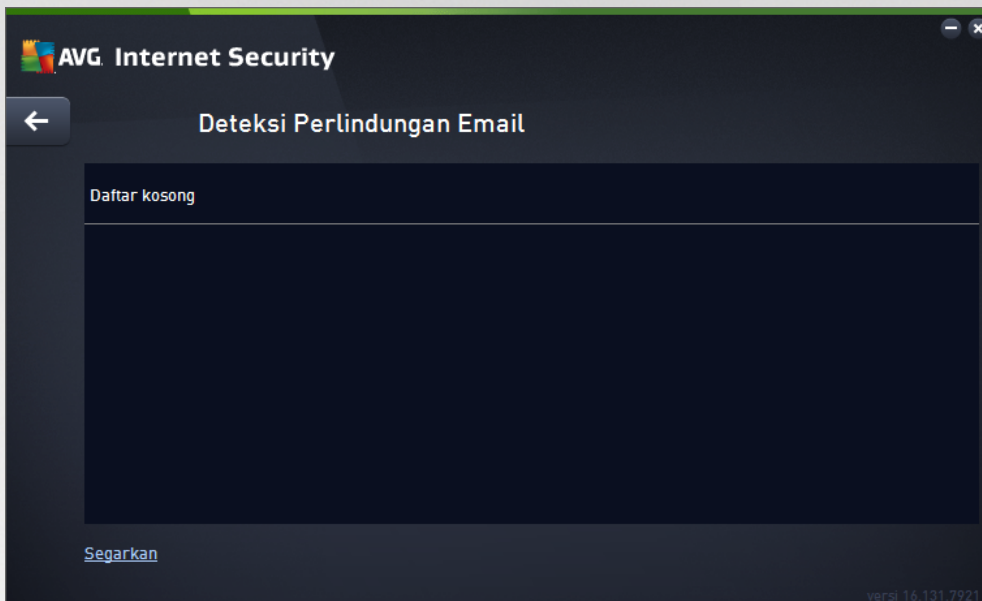 AVG Internet Security
Deteksi Perlindungan Email
Daftar kosong
Segarkan
versi 16.131.7921